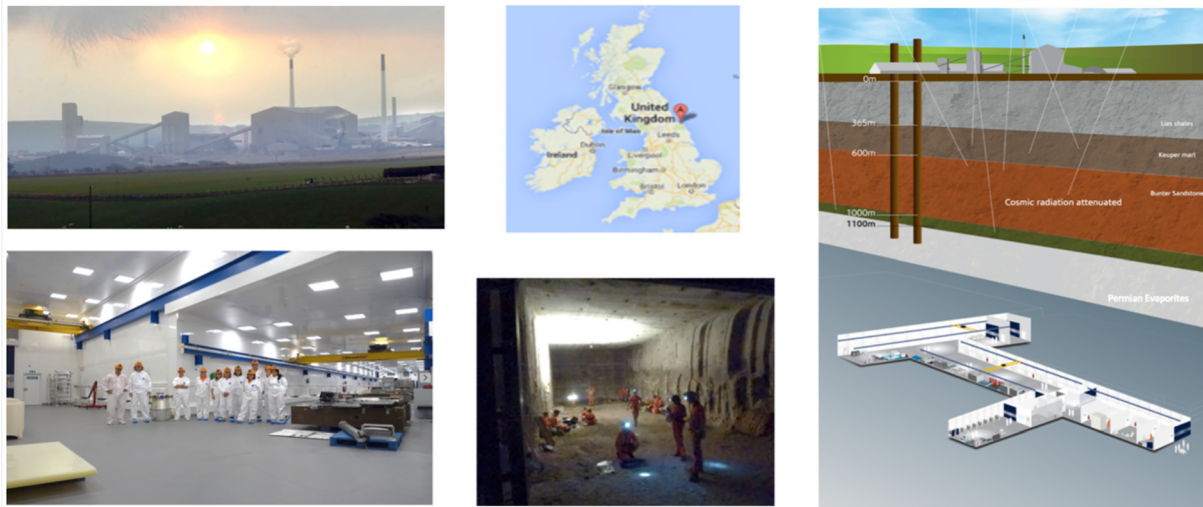 Glasgow
United
Kingdom
A
Isle of Man
Leeds
Dublin
Ireland
Liverpool
Birmingham
Bristol
London
0m
365m
600m
1000m
1100m
Lias shales
Keuper marl
Bunter Sandstone
Cosmic radiation attenuated
Permian Evaporites